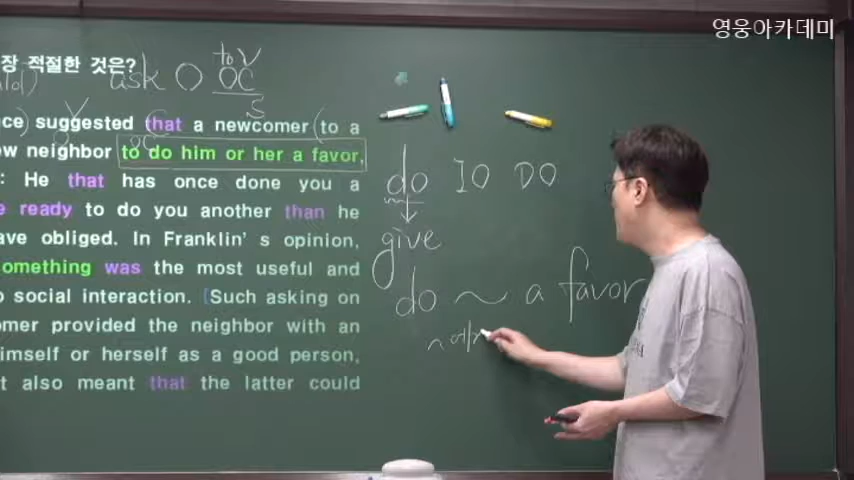 영웅아카데미
장 적절한 것은?
ask O OC
to V
S
suggested that a newcomer (to a
ew neighbor to do him or her a favor,
: He that has once done you a
e ready to do you another than he
ave obliged. In Franklin's opinion,
omething was the most useful and
o social interaction. [Such asking on
omer provided the neighbor with an
imself or herself as a good person,
t also meant that the latter could
do IO DO
give
do ~ a favor
~에게